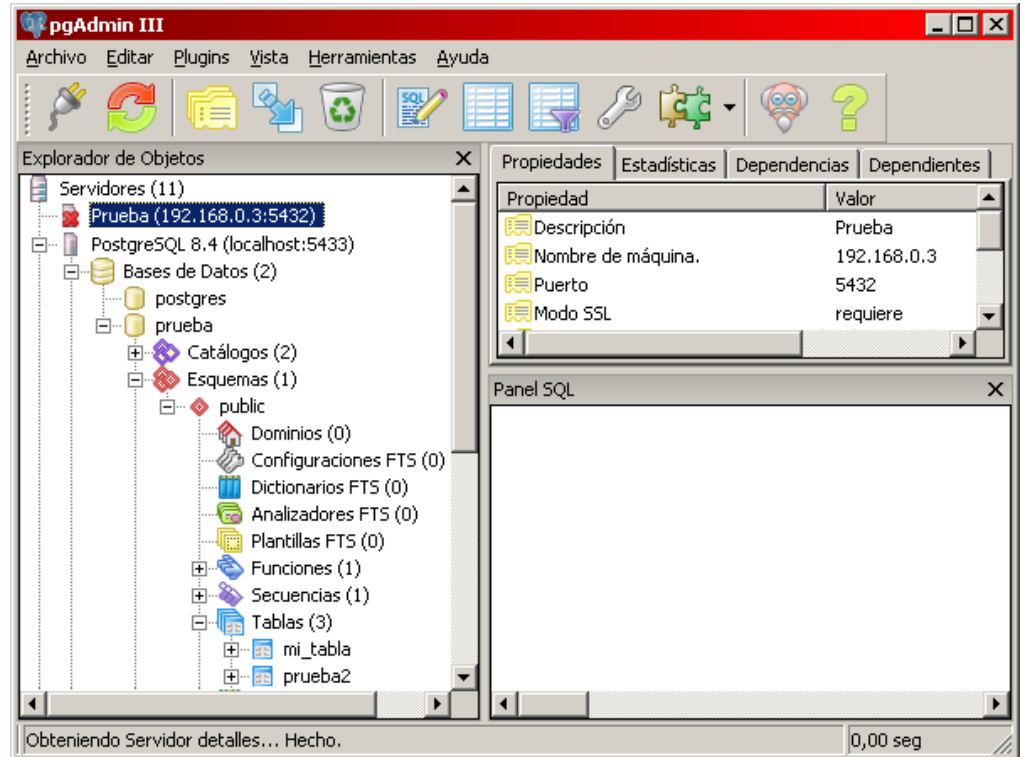 pgAdmin III
Archivo Editar Plugins Vista Herramientas Ayuda
SQL
Explorador de Objetos
Servidores (11)
Prueba (192.168.0.3:5432)
PostgreSQL 8.4 (localhost:5433)
Bases de Datos (2)
postgres
prueba
Catálogos (2)
Esquemas (1)
public
Dominios (0)
Configuraciones FTS (0)
Dictionarios FTS (0)
Analizadores FTS (0)
Plantillas FTS (0)
Funciones (1)
Secuencias (1)
Tablas (3)
mi_tabla
prueba2
Propiedades Estadísticas Dependencias Dependientes
Propiedad Valor
Descripción Prueba
Nombre de máquina. 192.168.0.3
Puerto 5432
Modo SSL requiere
Panel SQL
Obteniendo Servidor detalles... Hecho. 0,00 seg